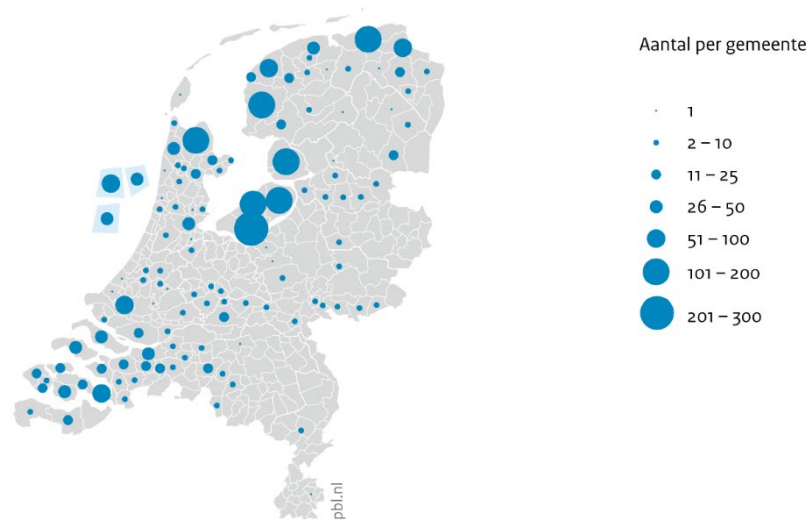 Aantal per gemeente
1
2 – 10
11 – 25
26 – 50
51 – 100
101 – 200
201 – 300
pbl.nl